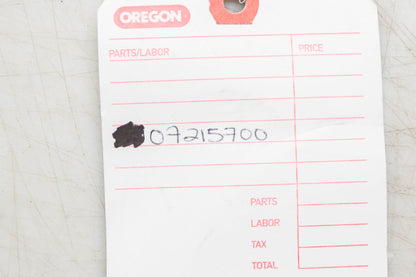 OREGON
PARTS/LABOR PRICE
07215700
PARTS
LABOR
TAX
TOTAL